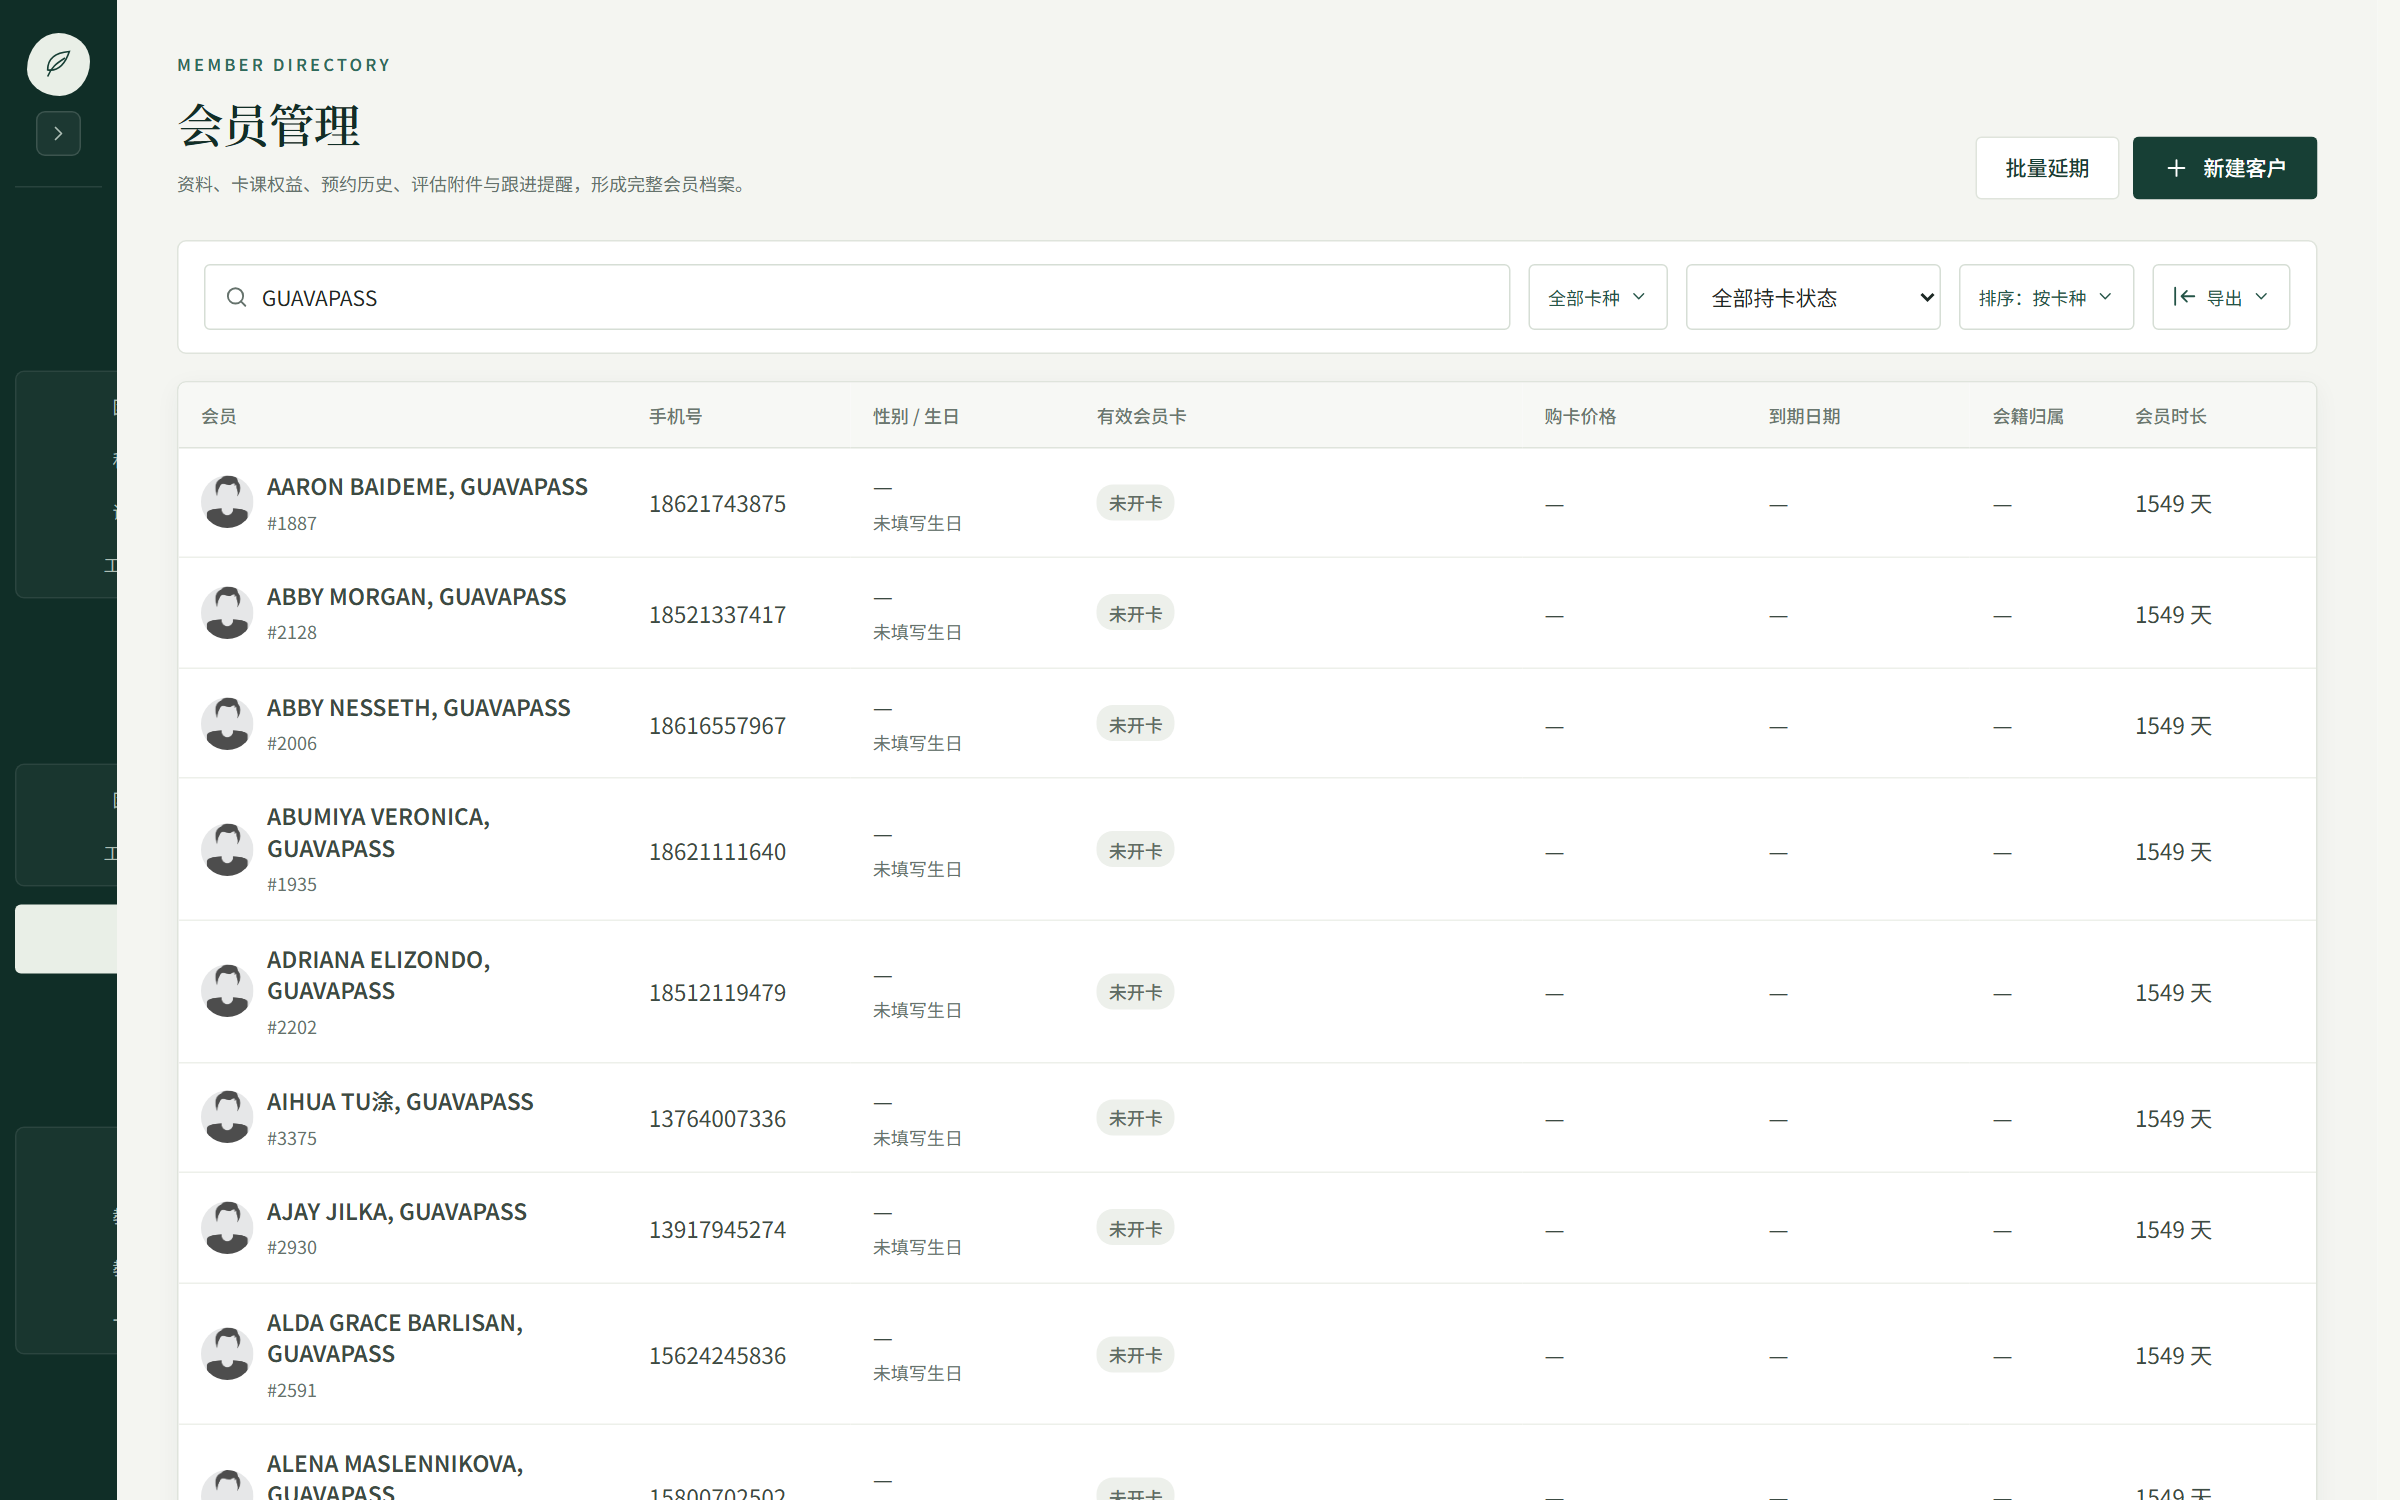 MEMBER DIRECTORY
会员管理
资料、卡课权益、预约历史、评估附件与跟进提醒，形成完整会员档案。
批量延期
新建客户
GUAVAPASS
全部卡种
全部持卡状态
排序：按卡种
导出
会员 手机号 性别 / 生日 有效会员卡 购卡价格 到期日期 会籍归属 会员时长
AARON BAIDEME, GUAVAPASS
#1887
18621743875
—
未填写生日
未开卡
— — —
1549 天
ABBY MORGAN, GUAVAPASS
#2128
18521337417
—
未填写生日
未开卡
— — —
1549 天
ABBY NESSETH, GUAVAPASS
#2006
18616557967
—
未填写生日
未开卡
— — —
1549 天
ABUMIYA VERONICA,
GUAVAPASS
#1935
18621111640
—
未填写生日
未开卡
— — —
1549 天
ADRIANA ELIZONDO,
GUAVAPASS
#2202
18512119479
—
未填写生日
未开卡
— — —
1549 天
AIHUA TU涂, GUAVAPASS
#3375
13764007336
—
未填写生日
未开卡
— — —
1549 天
AJAY JILKA, GUAVAPASS
#2930
13917945274
—
未填写生日
未开卡
— — —
1549 天
ALDA GRACE BARLISAN,
GUAVAPASS
#2591
15624245836
—
未填写生日
未开卡
— — —
1549 天
ALENA MASLENNIKOVA,
GUAVAPASS
15800702502
—
未开卡
— — —
1549 天